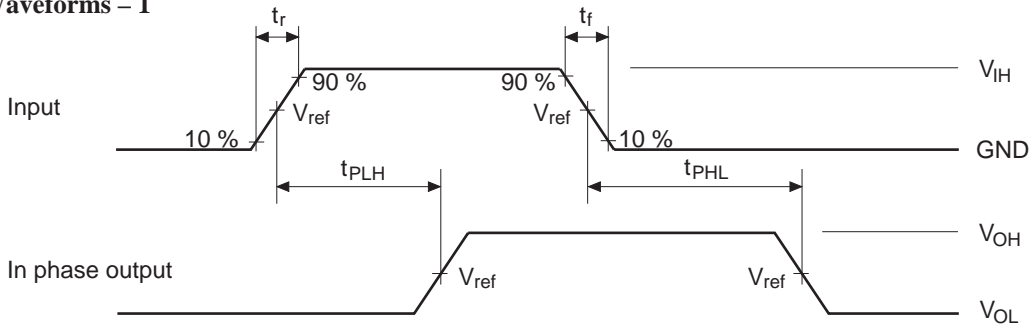 Waveforms – 1
tr tf
90 % 90 % VIH
Input Vref Vref
10 % 10 % GND
tPLH tPHL
VOH
In phase output Vref Vref
VOL